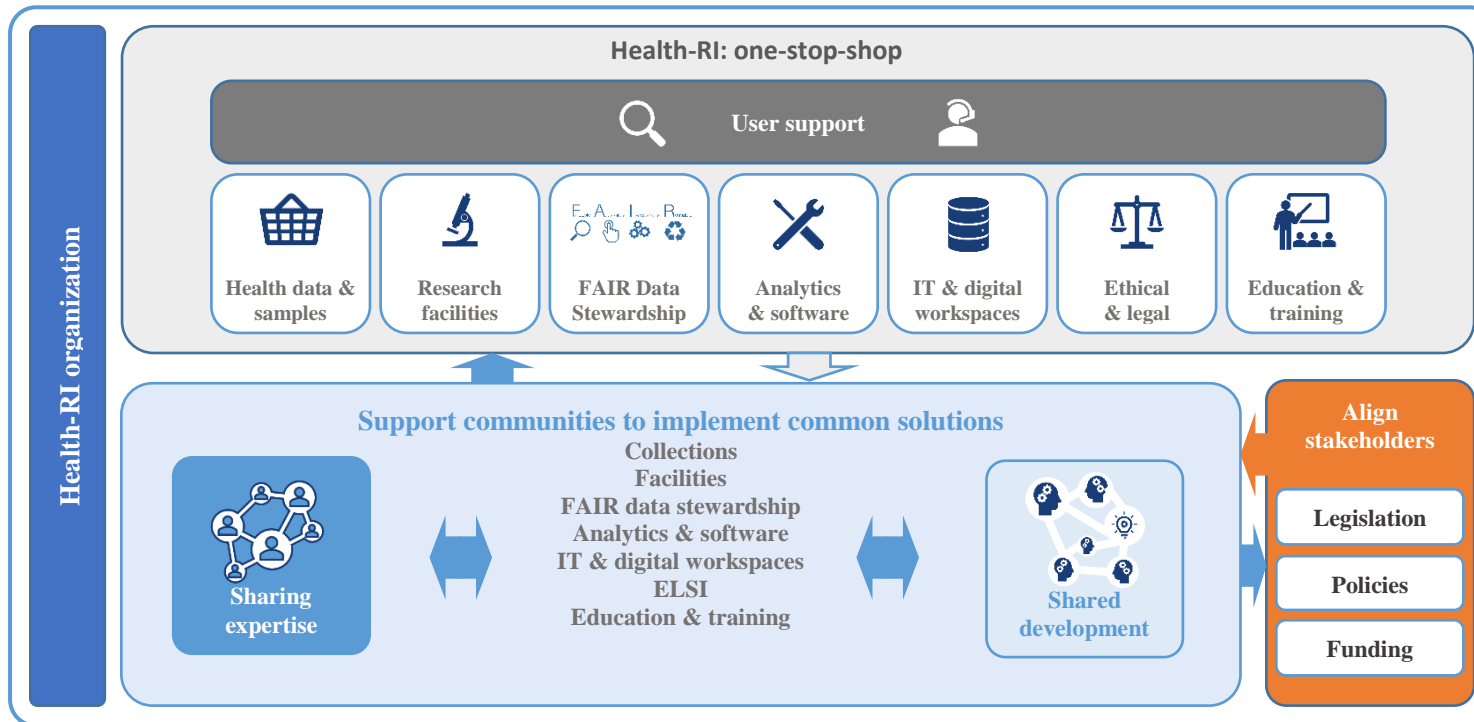 Health-RI organization
Health-RI: one-stop-shop
User support
Health data &
samples
Research
facilities
F A I R
FAIR Data
Stewardship
Analytics
& software
IT & digital
workspaces
Ethical
& legal
Education &
training
Support communities to implement common solutions
Collections
Facilities
FAIR data stewardship
Analytics & software
IT & digital workspaces
ELSI
Education & training
Sharing
expertise
Shared
development
Align
stakeholders
Legislation
Policies
Funding